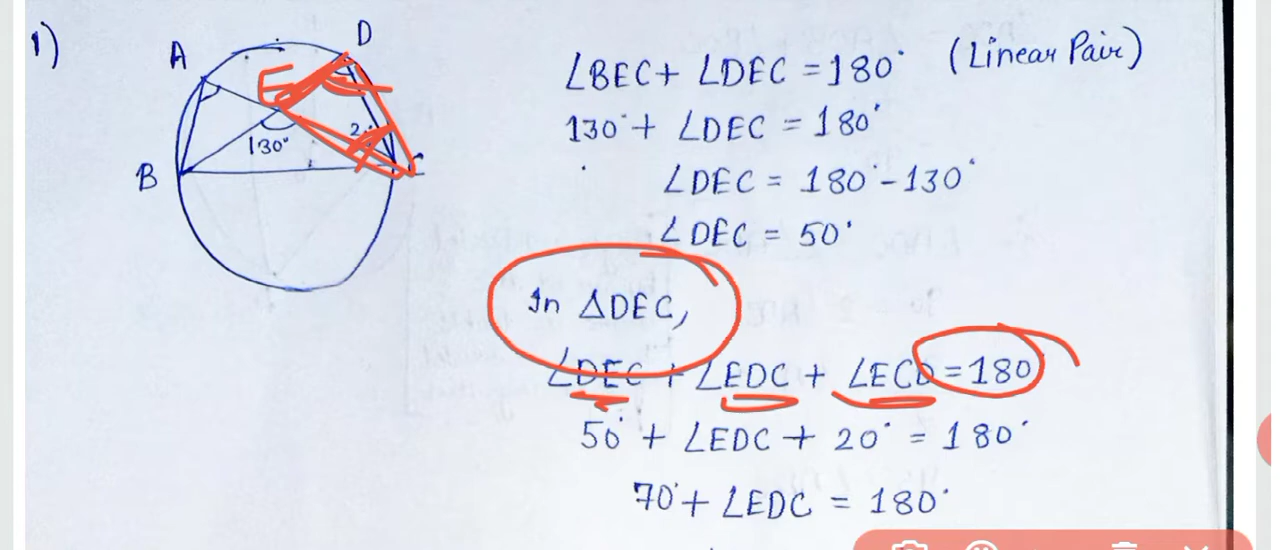 1)
D
A
E
2
130°
B
C
∠BEC + ∠DEC = 180° (Linear Pair)
130° + ∠DEC = 180°
∠DEC = 180° - 130°
∠DEC = 50°
In ΔDEC,
∠DEC + ∠EDC + ∠ECD = 180
50° + ∠EDC + 20° = 180°
70° + ∠EDC = 180°